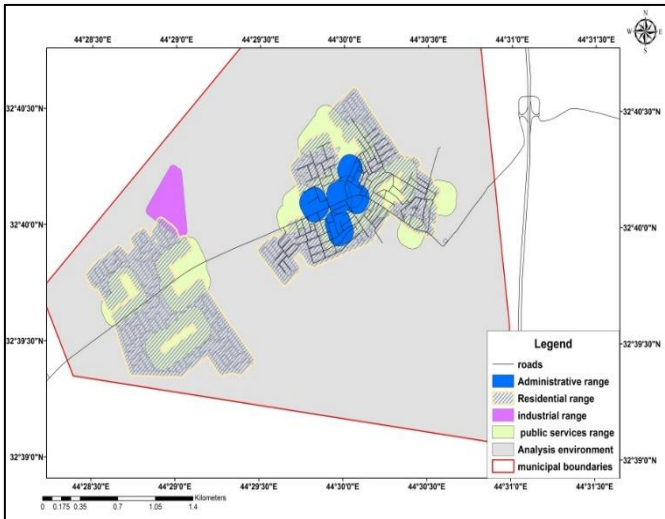 44°28'30"E 44°29'0"E 44°29'30"E 44°30'0"E 44°30'30"E 44°31'0"E 44°31'30"E
N
W E
S
32°40'30"N 32°40'30"N
32°40'0"N 32°40'0"N
32°39'30"N 32°39'30"N
32°39'0"N 32°39'0"N
Legend
roads
Administrative range
Residential range
industrial range
public services range
Analysis environment
municipal boundaries
44°28'30"E 44°29'0"E 44°29'30"E 44°30'0"E 44°30'30"E 44°31'0"E 44°31'30"E
Kilometers
0 0.175 0.35 0.7 1.05 1.4